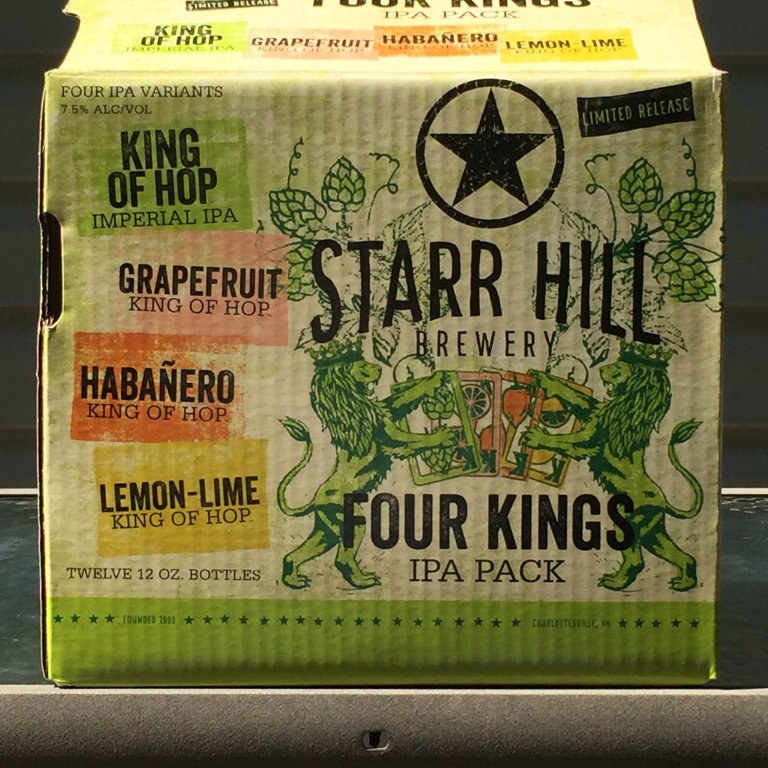 LIMITED RELEASE
FOUR KINGS
IPA PACK
KING
OF HOP
IMPERIAL IPA
GRAPEFRUIT
KING OF HOP
HABAÑERO
KING OF HOP
LEMON-LIME
KING OF HOP
FOUR IPA VARIANTS
7.5% ALC/VOL
LIMITED RELEASE
KING
OF HOP
IMPERIAL IPA
GRAPEFRUIT
KING OF HOP
HABAÑERO
KING OF HOP
LEMON-LIME
KING OF HOP
TWELVE 12 OZ. BOTTLES
STARR HILL
BREWERY
K K K K
FOUR KINGS
IPA PACK
FOUNDED 1999
CHARLOTTESVILLE, VA